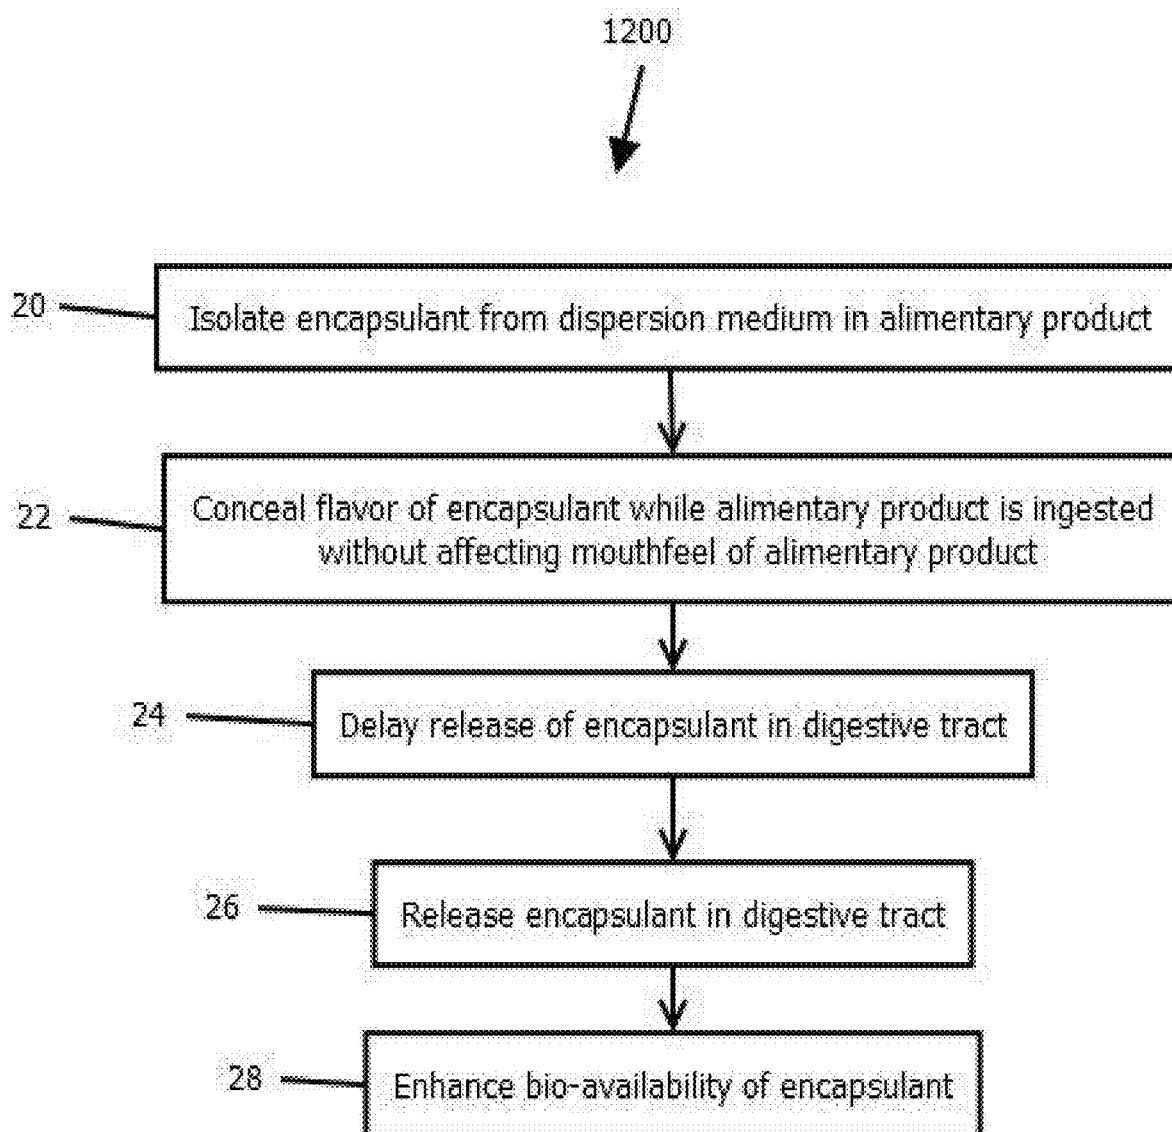 1200
20
Isolate encapsulant from dispersion medium in alimentary product
22
Conceal flavor of encapsulant while alimentary product is ingested
without affecting mouthfeel of alimentary product
24
Delay release of encapsulant in digestive tract
26
Release encapsulant in digestive tract
28
Enhance bio-availability of encapsulant